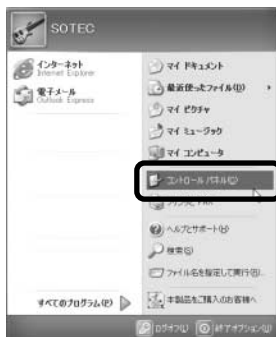 SOTEC
インターネット
Internet Explorer
電子メール
Outlook Express
すべてのプログラム(P)
マイ ドキュメント
最近使ったファイル(D)
マイ ピクチャ
マイ ミュージック
マイ コンピュータ
コントロール パネル(C)
ヘルプとサポート(H)
検索(S)
ファイル名を指定して実行(R)...
本製品をご購入のお客様へ
ログオフ(L)
終了オプション(U)